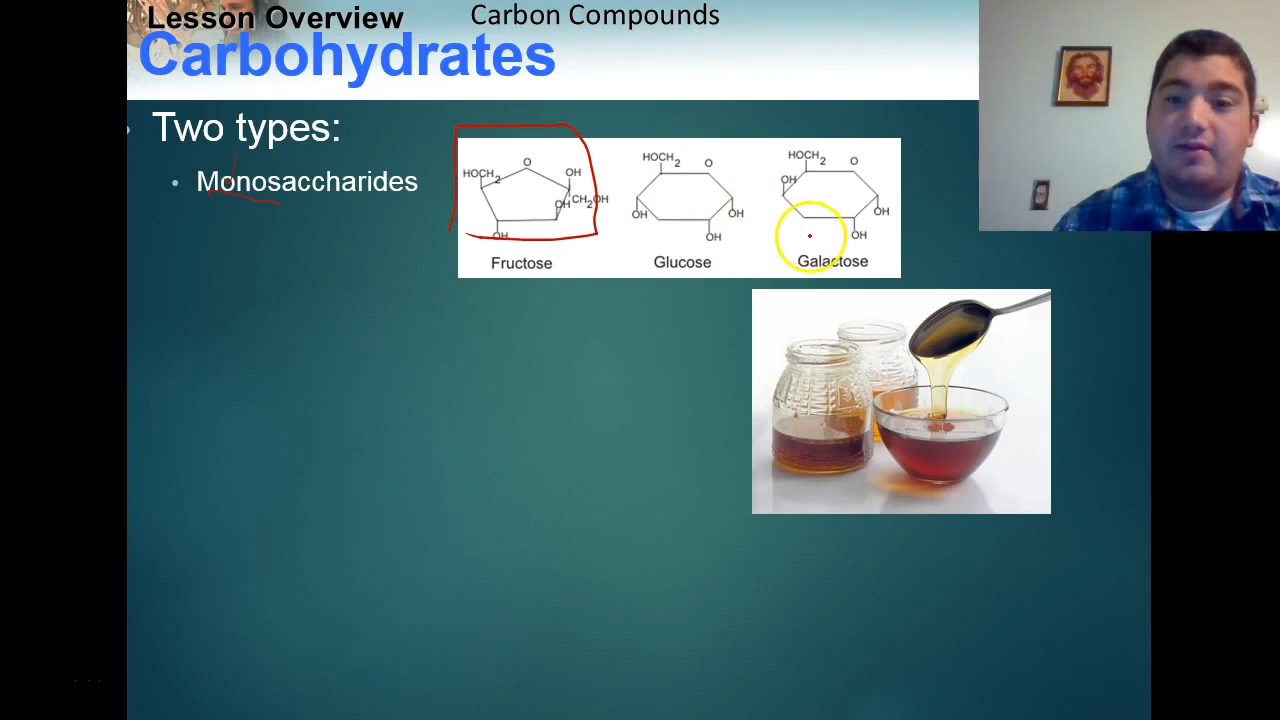 Lesson Overview Carbon Compounds
Carbohydrates
• Two types:
• Monosaccharides
HOCH2 O OH OH CH2OH OH
HOCH2 O OH OH OH
HOCH2 O OH OH OH
Fructose Glucose Galactose